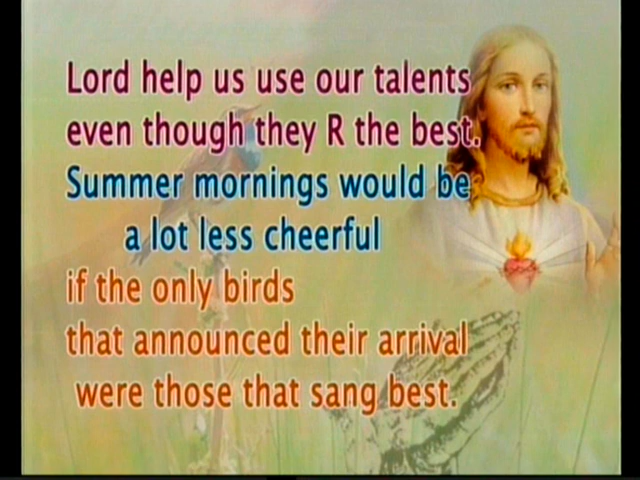 Lord help us use our talents
even though they R the best.
Summer mornings would be
a lot less cheerful
if the only birds
that announced their arrival
were those that sang best.